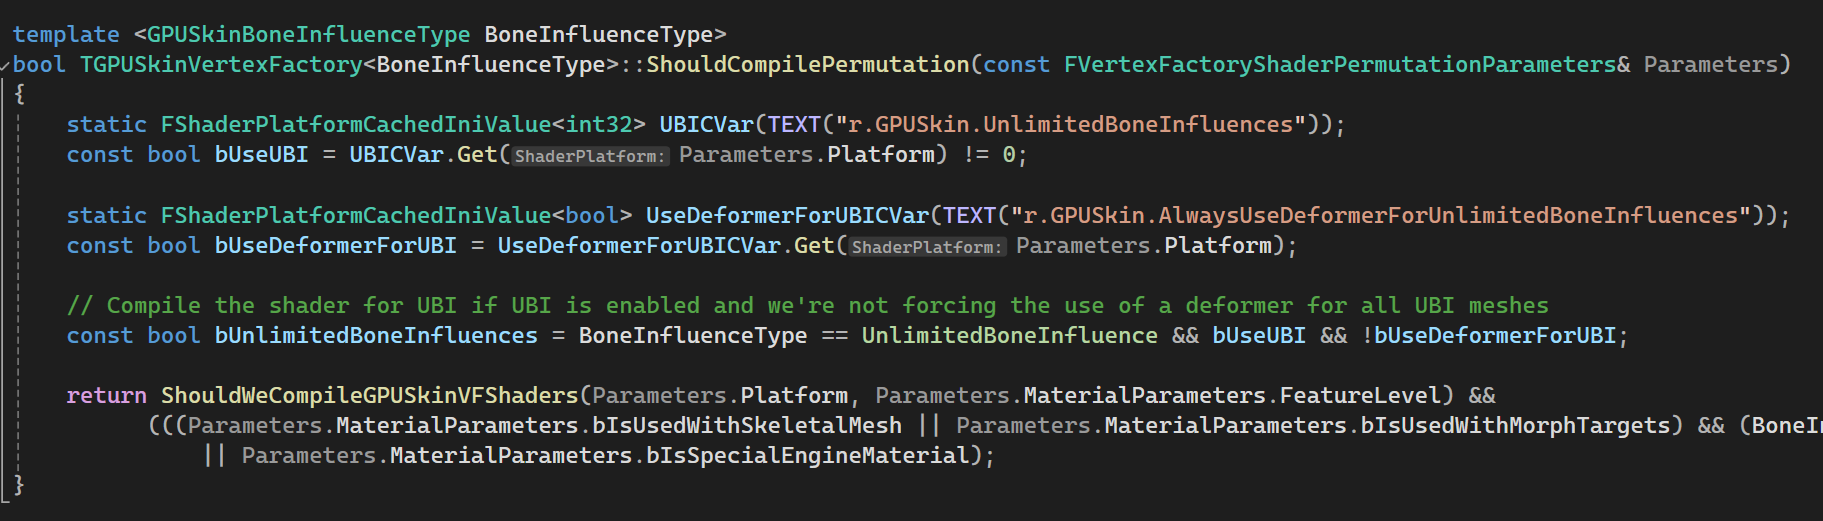 template <GPUSkinBoneInfluenceType BoneInfluenceType>
bool TGPUSkinVertexFactory<BoneInfluenceType>::ShouldCompilePermutation(const FVertexFactoryShaderPermutationParameters& Parameters)
{
static FShaderPlatformCachedIniValue<int32> UBICVar(TEXT("r.GPUSkin.UnlimitedBoneInfluences"));
const bool bUseUBI = UBICVar.Get(ShaderPlatform: Parameters.Platform) != 0;
static FShaderPlatformCachedIniValue<bool> UseDeformerForUBICVar(TEXT("r.GPUSkin.AlwaysUseDeformerForUnlimitedBoneInfluences"));
const bool bUseDeformerForUBI = UseDeformerForUBICVar.Get(ShaderPlatform: Parameters.Platform);
// Compile the shader for UBI if UBI is enabled and we're not forcing the use of a deformer for all UBI meshes
const bool bUnlimitedBoneInfluences = BoneInfluenceType == UnlimitedBoneInfluence && bUseUBI && !bUseDeformerForUBI;
return ShouldWeCompileGPUSkinVFShaders(Parameters.Platform, Parameters.MaterialParameters.FeatureLevel) &&
(((Parameters.MaterialParameters.bIsUsedWithSkeletalMesh || Parameters.MaterialParameters.bIsUsedWithMorphTargets) && (BoneI
|| Parameters.MaterialParameters.bIsSpecialEngineMaterial);
}